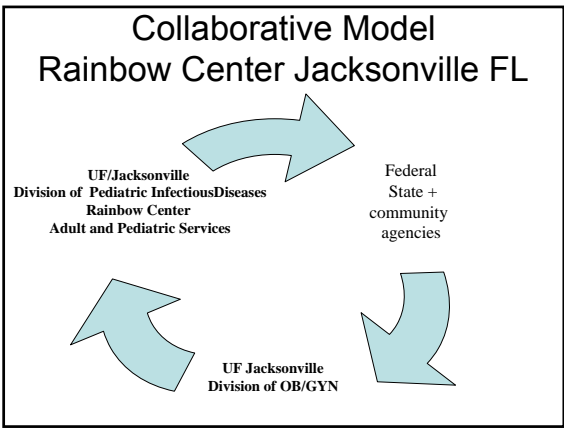 Collaborative Model
Rainbow Center Jacksonville FL
UF/Jacksonville
Division of Pediatric InfectiousDiseases
Rainbow Center
Adult and Pediatric Services
Federal
State +
community
agencies
UF Jacksonville
Division of OB/GYN